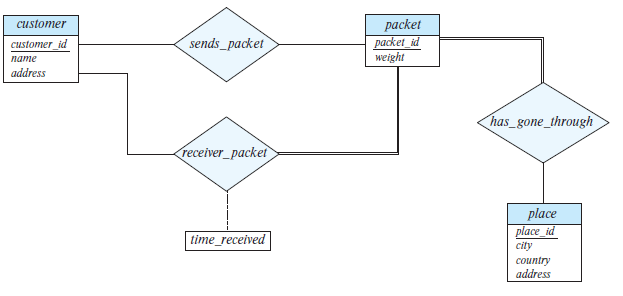 customer
customer_id
name
address
sends_packet
packet
packet_id
weight
receiver_packet
time_received
has_gone_through
place
place_id
city
country
address